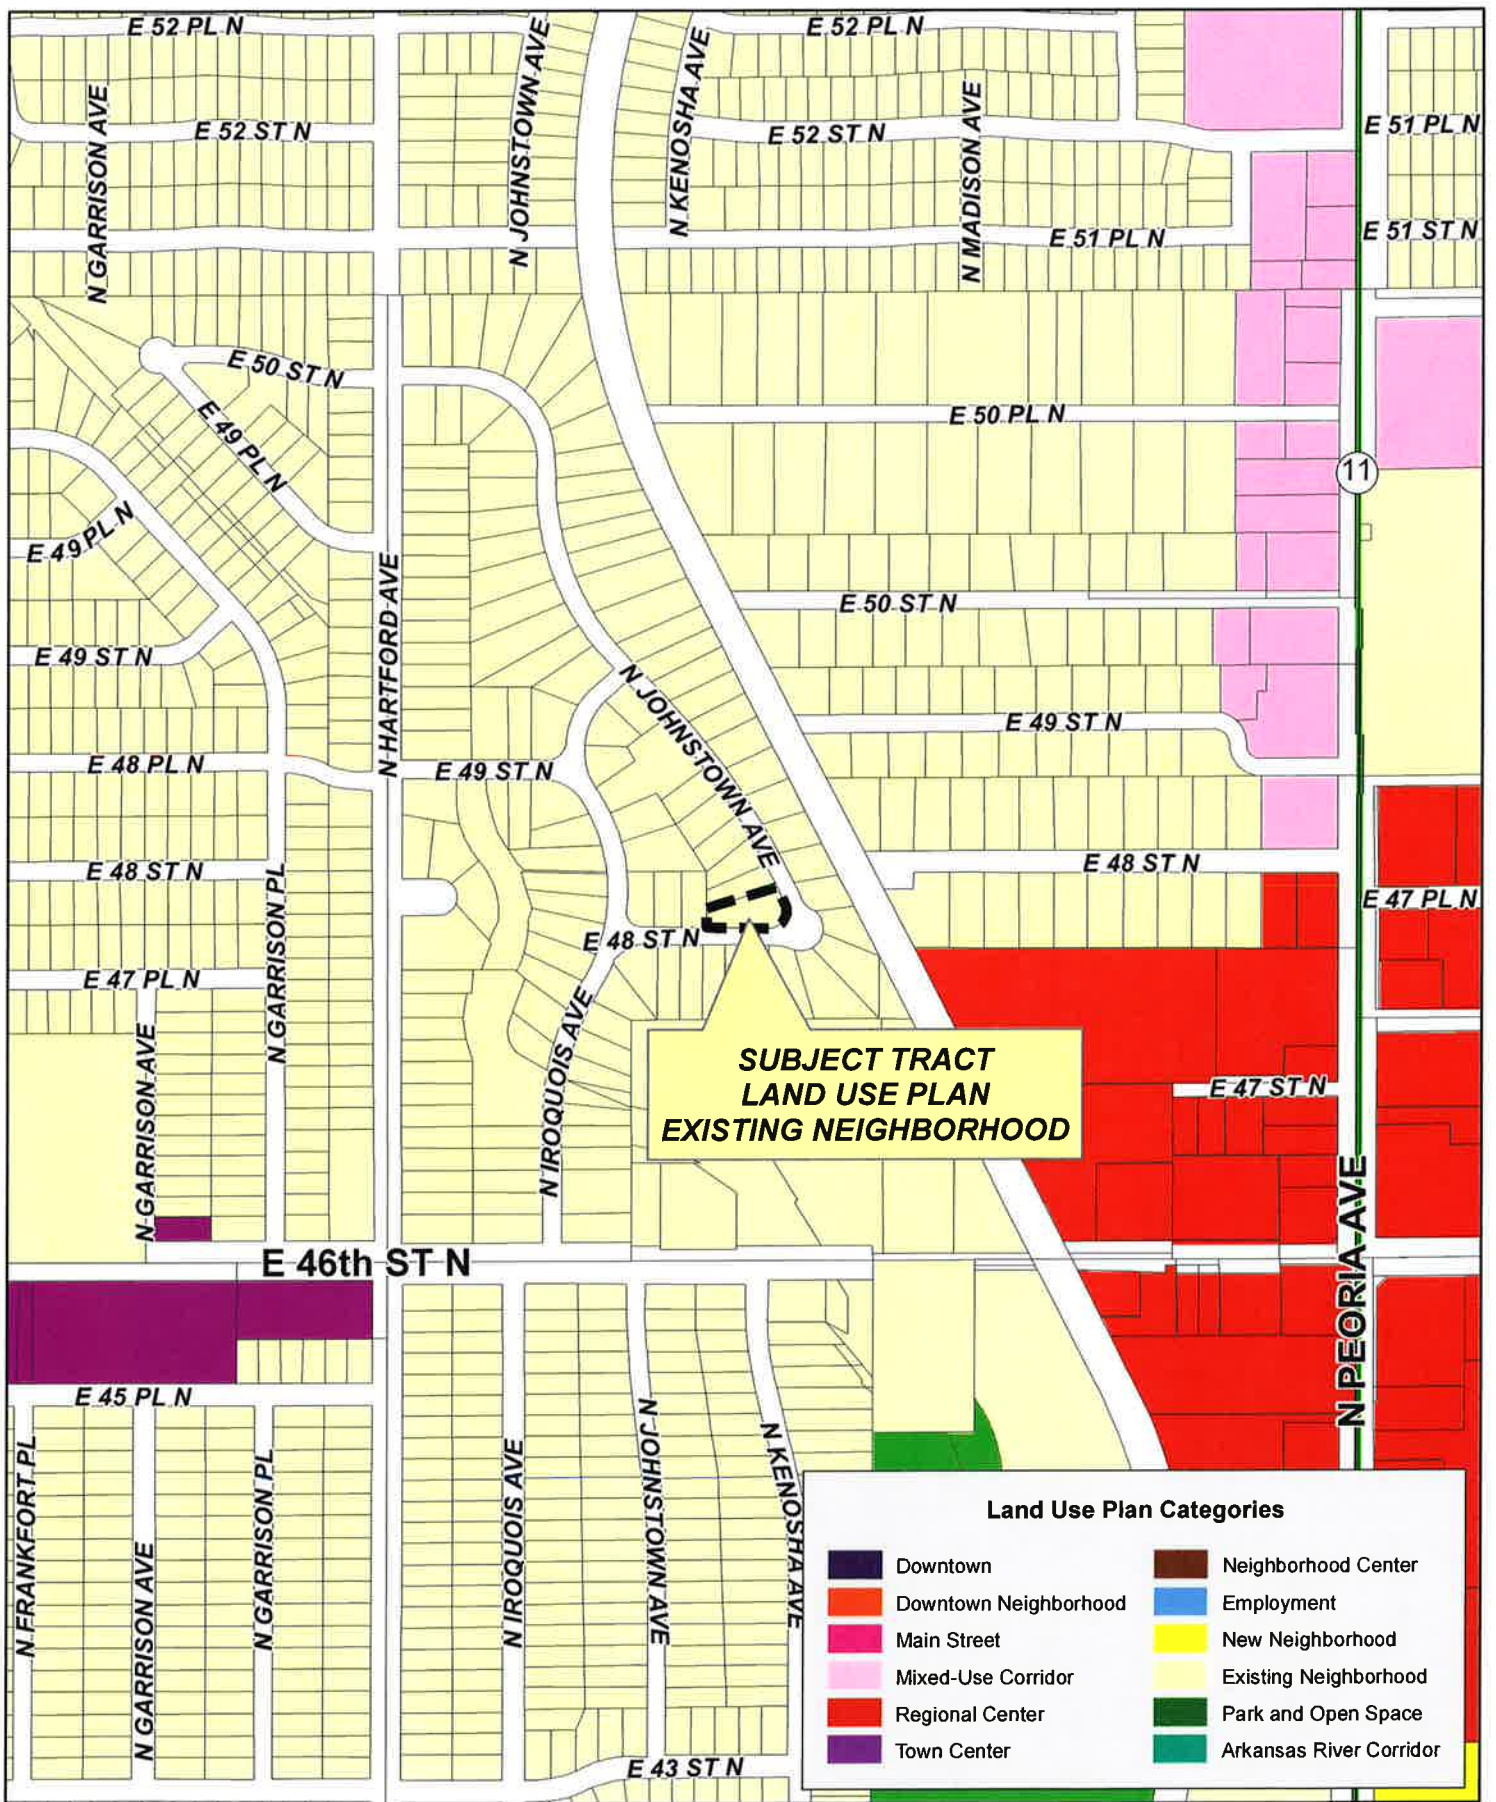 E 52 PL N
E 52 PL N
N GARRISON AVE
N JOHNSTOWN AVE
N KENOSHA AVE
N MADISON AVE
E 52 ST N
E 52 ST N
E 51 PL N
E 51 PL N
E 51 ST N
E 50 ST N
E 49 PL N
E 50 PL N
11
E 49 PL N
N HARTFORD AVE
E 50 ST N
E 49 ST N
N JOHNSTOWN AVE
E 49 ST N
E 48 PL N
E 49 ST N
E 48 ST N
E 48 ST N
N GARRISON PL
E 47 PL N
E 48 ST N
E 47 PL N
N IROQUOIS AVE
N GARRISON AVE
SUBJECT TRACT
LAND USE PLAN
EXISTING NEIGHBORHOOD
E 47 ST N
N PEORIA AVE
E 46th ST N
E 45 PL N
N FRANKFORT PL
N GARRISON AVE
N GARRISON PL
N IROQUOIS AVE
N JOHNSTOWN AVE
N KENOSHA AVE
E 43 ST N
Land Use Plan Categories
Downtown
Downtown Neighborhood
Main Street
Mixed-Use Corridor
Regional Center
Town Center
Neighborhood Center
Employment
New Neighborhood
Existing Neighborhood
Park and Open Space
Arkansas River Corridor